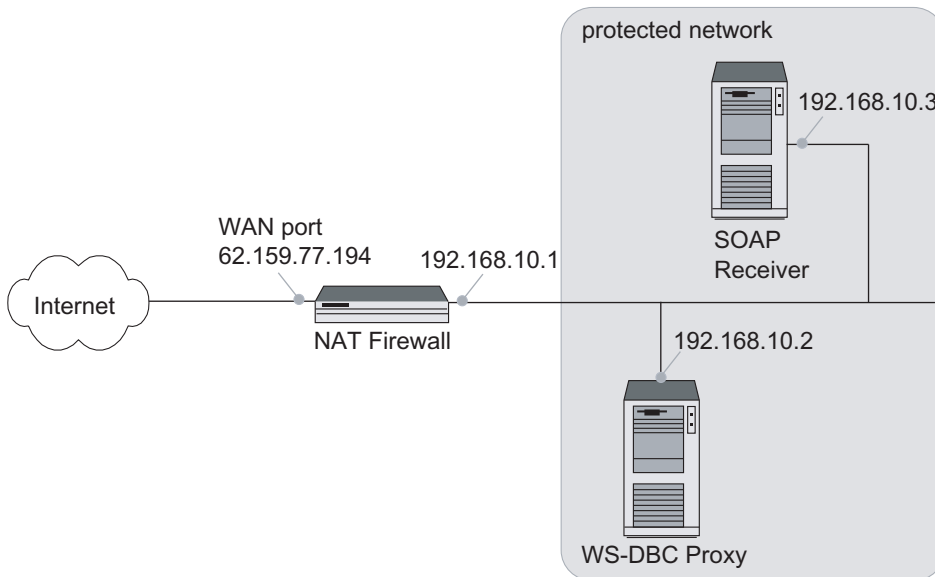 protected network
192.168.10.3
SOAP
Receiver
WAN port
62.159.77.194
192.168.10.1
Internet
NAT Firewall
192.168.10.2
WS-DBC Proxy